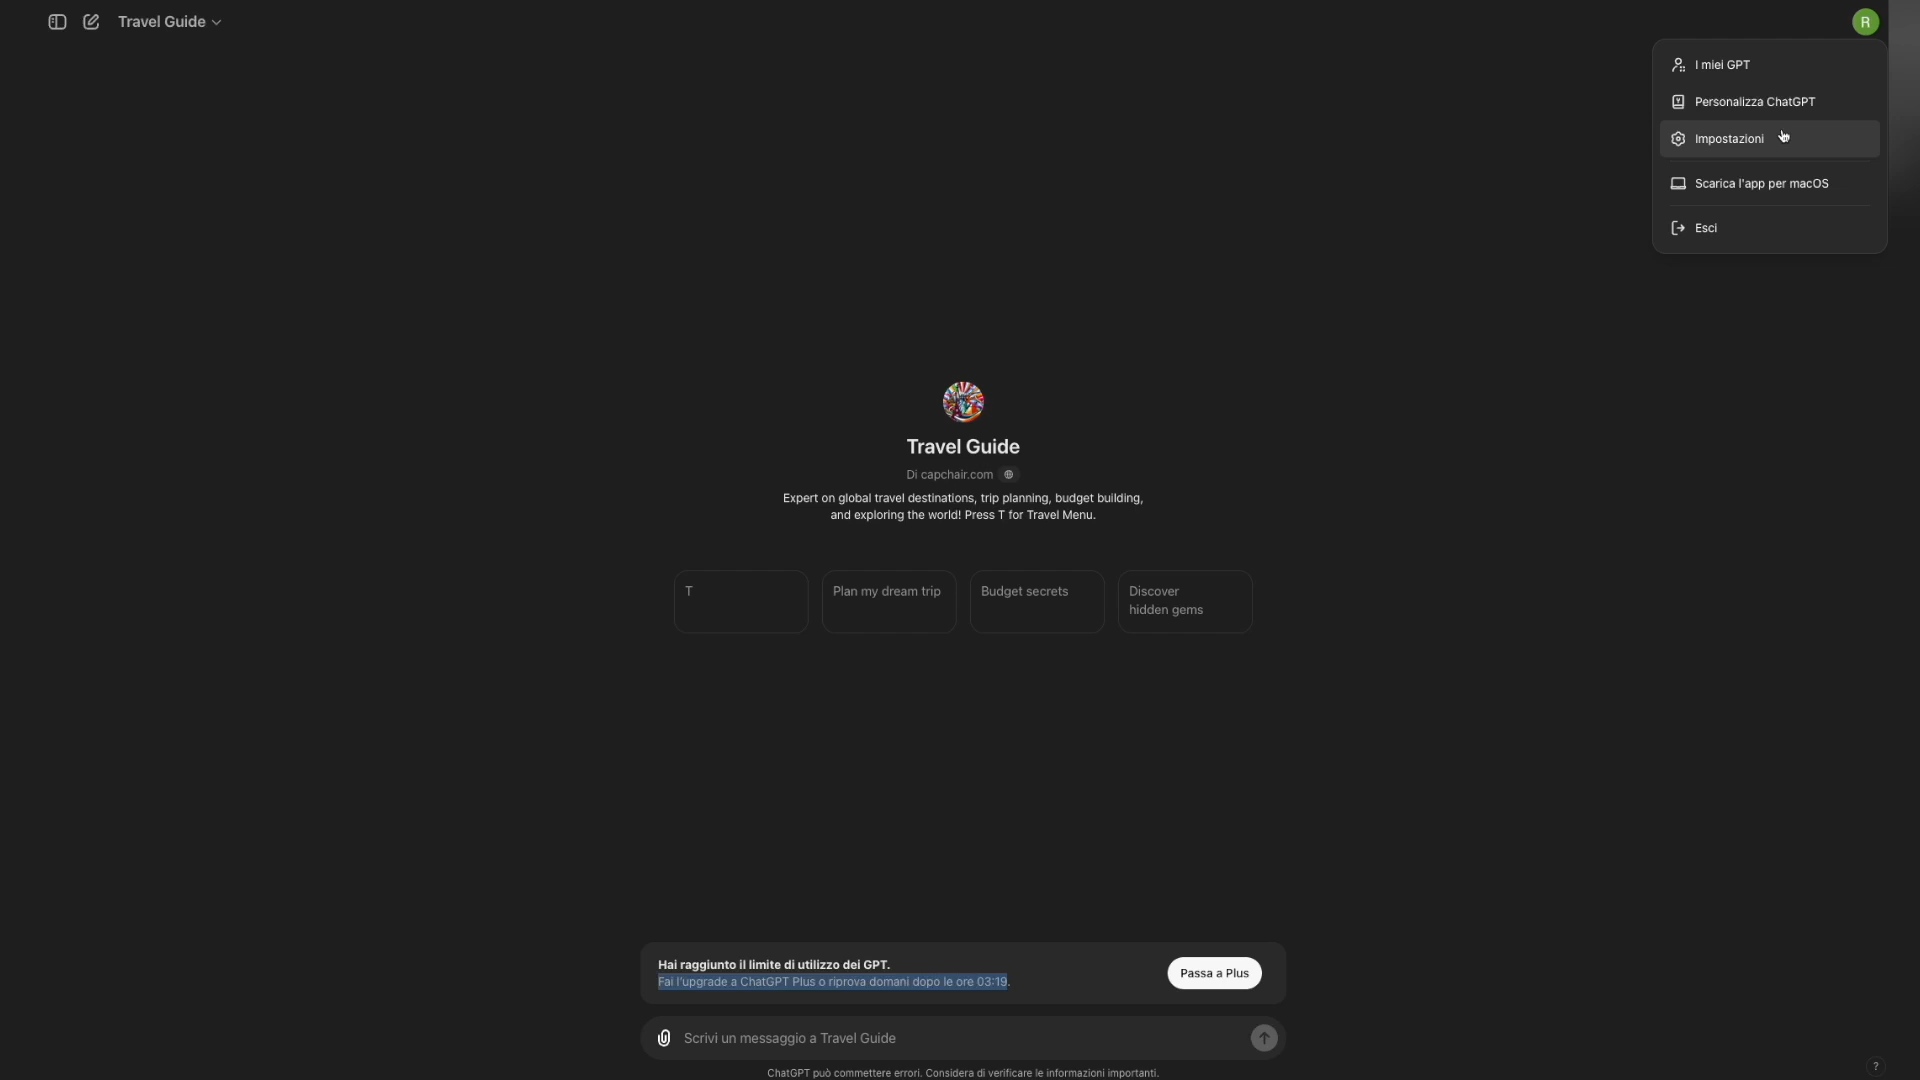 Travel Guide
R
I miei GPT
Personalizza ChatGPT
Impostazioni
Scarica l'app per macOS
Esci
Travel Guide
Di capchair.com
Expert on global travel destinations, trip planning, budget building,
and exploring the world! Press T for Travel Menu.
T
Plan my dream trip
Budget secrets
Discover
hidden gems
Hai raggiunto il limite di utilizzo dei GPT.
Fai l'upgrade a ChatGPT Plus o riprova domani dopo le ore 03:19.
Passa a Plus
Scrivi un messaggio a Travel Guide
ChatGPT può commettere errori. Considera di verificare le informazioni importanti.
?